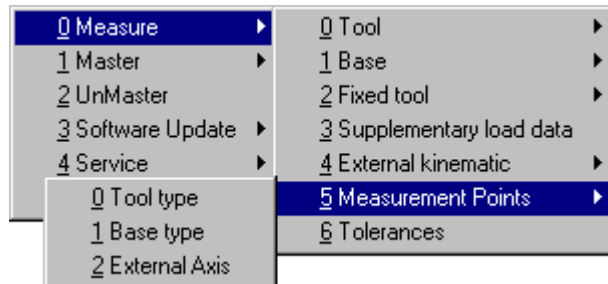 0 Measure
1 Master
2 UnMaster
3 Software Update
4 Service
0 Tool
1 Base
2 Fixed tool
3 Supplementary load data
4 External kinematic
5 Measurement Points
6 Tolerances
0 Tool type
1 Base type
2 External Axis